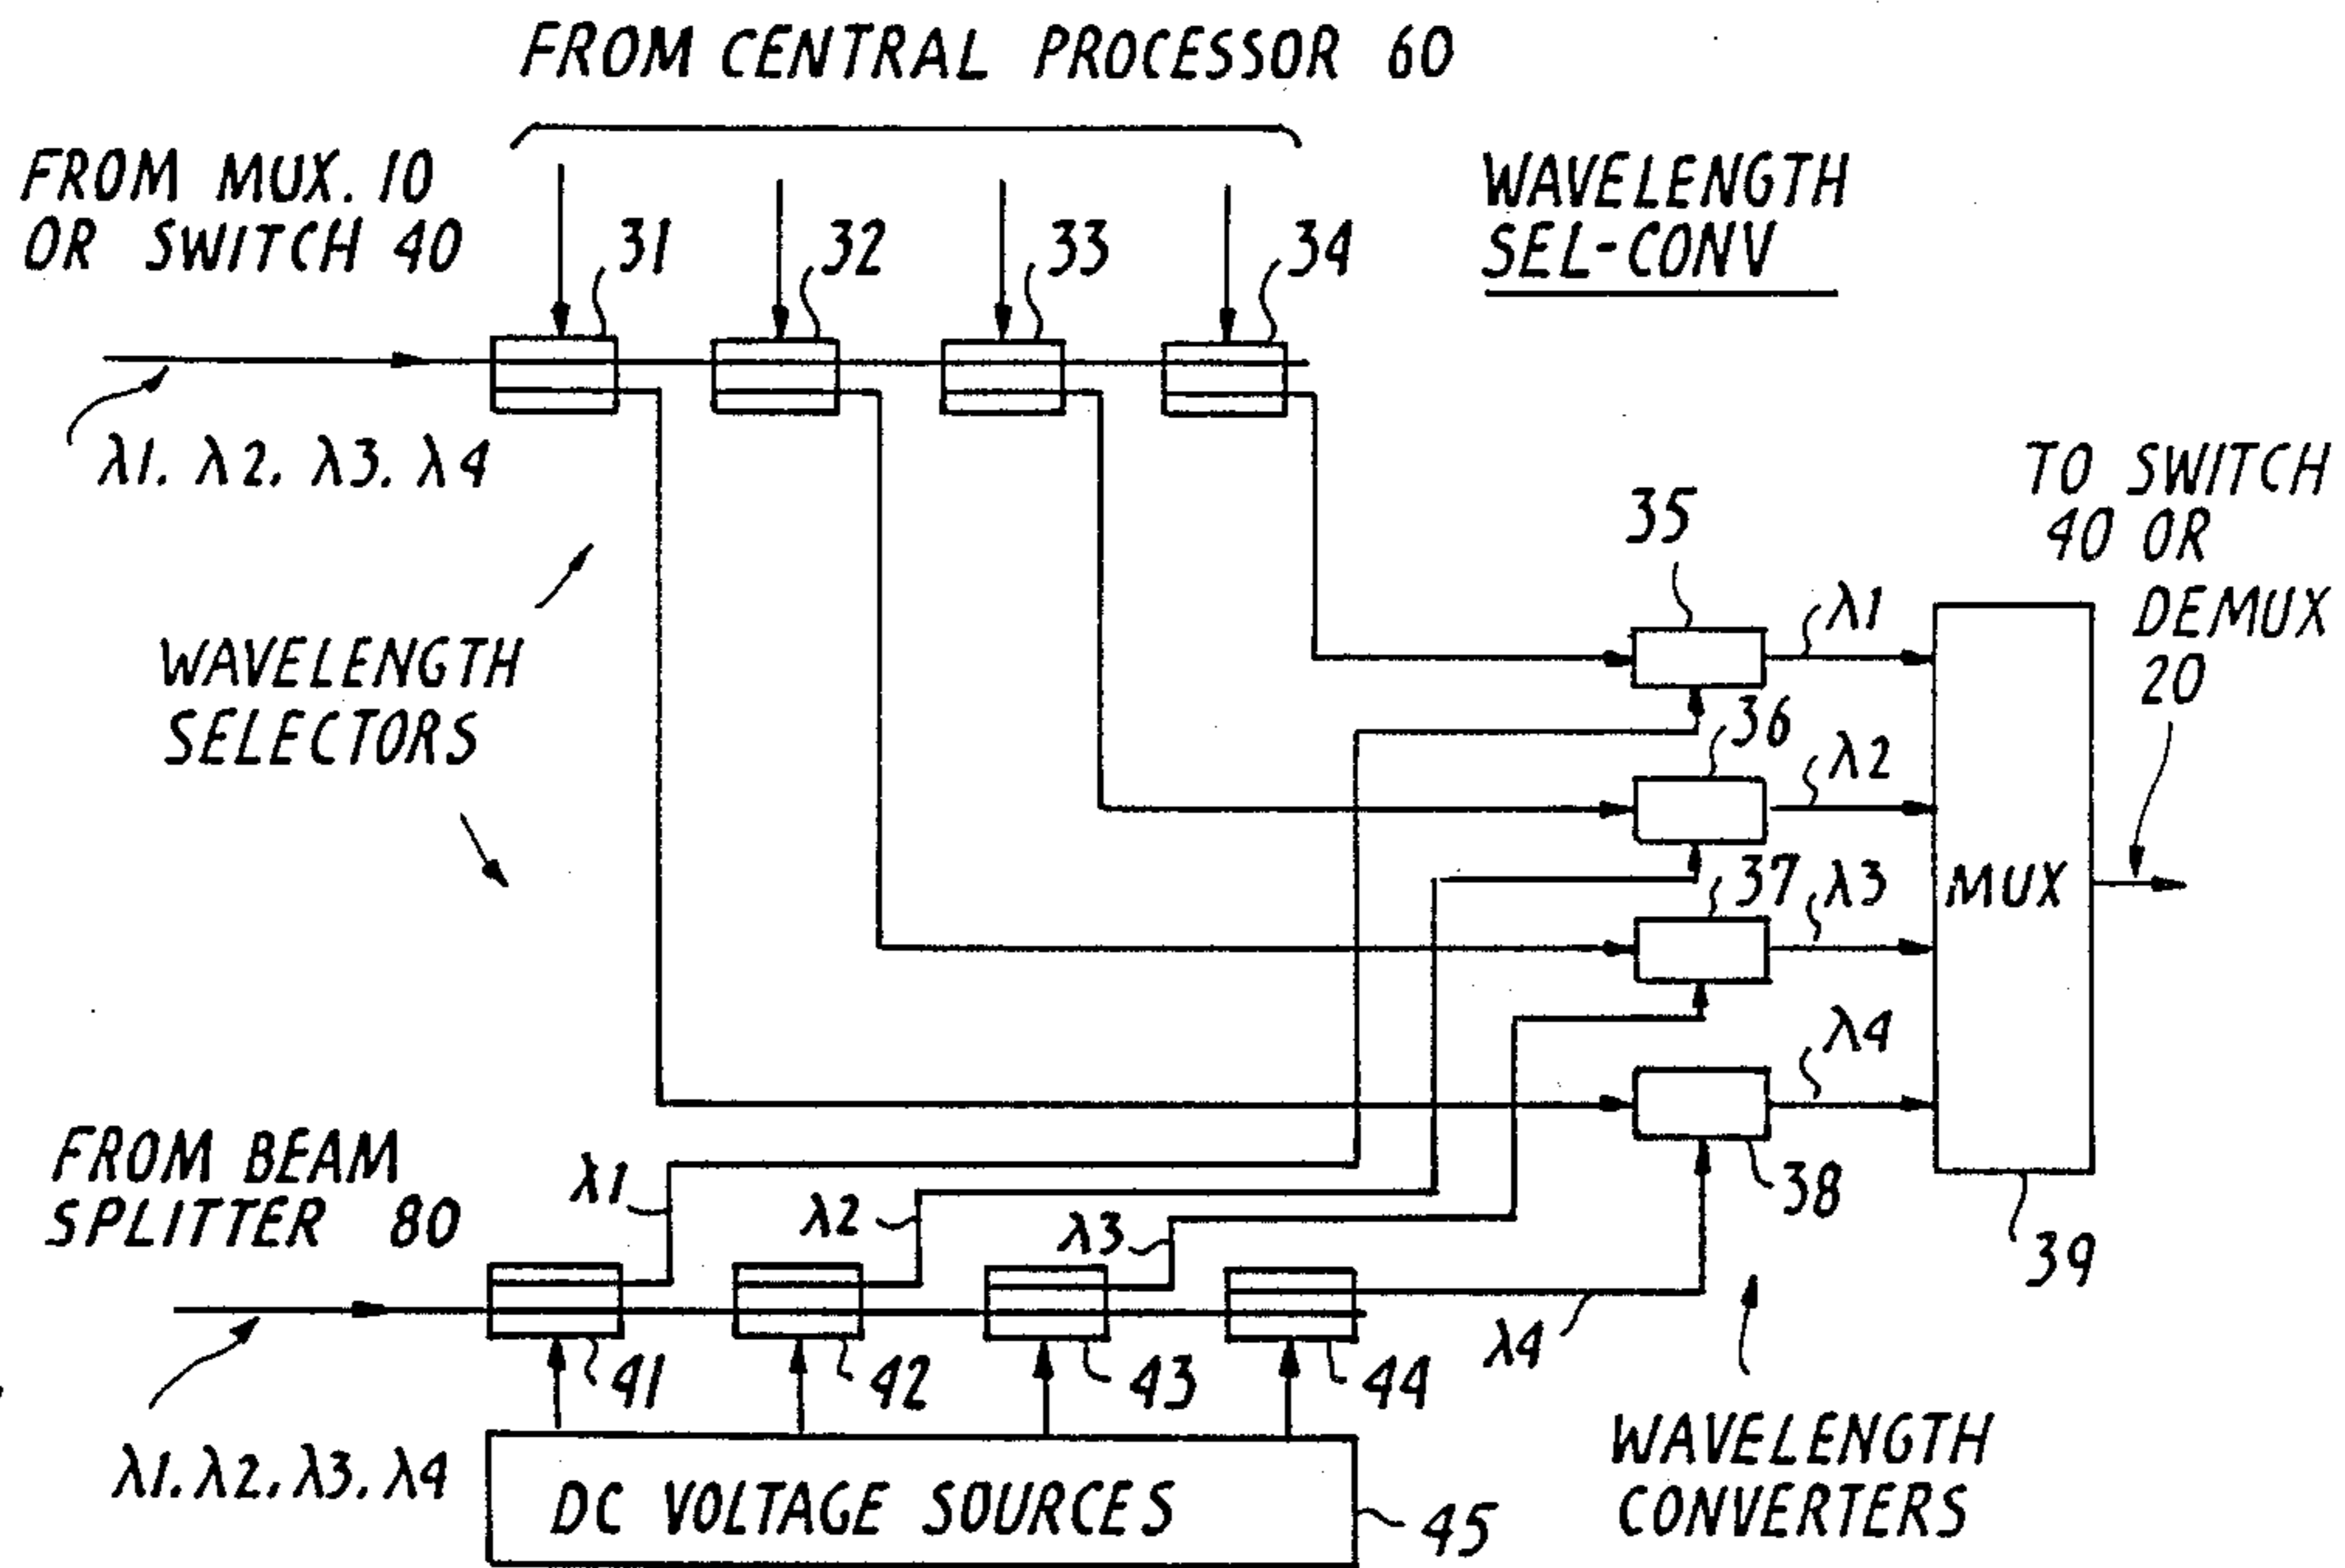 FROM CENTRAL PROCESSOR 60
FROM MUX. 10
OR SWITCH 40
WAVELENGTH
SEL-CONV
31
32
33
34
λ1, λ2, λ3, λ4
TO SWITCH
40 OR
DEMUX
20
35
λ1
WAVELENGTH
SELECTORS
36
λ2
37
λ3
MUX
λ4
38
39
FROM BEAM
SPLITTER 80
λ1
λ2
λ3
λ4
41
42
43
44
λ1, λ2, λ3, λ4
DC VOLTAGE SOURCES
45
WAVELENGTH
CONVERTERS